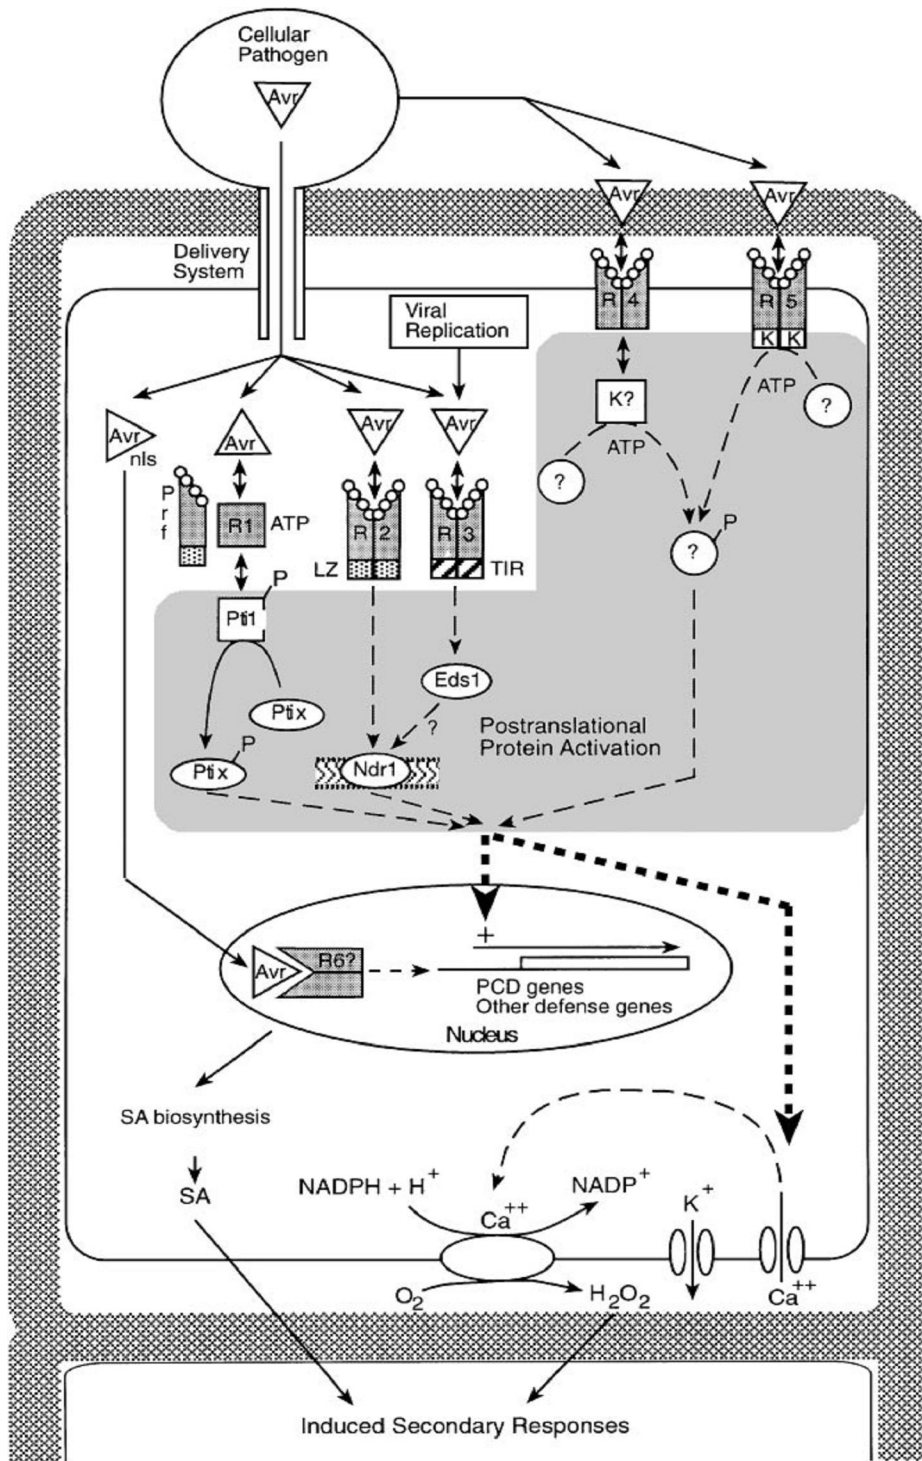 Cellular
Pathogen
Avr
Avr
Avr
Delivery
System
R 4
R 5
K K
Viral
Replication
ATP
K?
?
ATP
?
Avr
nls
Avr
Avr
Avr
Prf
R1
ATP
R 2
R 3
LZ
TIR
?
P
P
Pti1
Eds1
Ptix
?
Postranslational
Protein Activation
P
Ptix
Ndr1
+
Avr
R6?
PCD genes
Other defense genes
Nucleus
SA biosynthesis
SA
NADPH + H+
NADP+
Ca++
K+
O2
H2O2
Ca++
Induced Secondary Responses